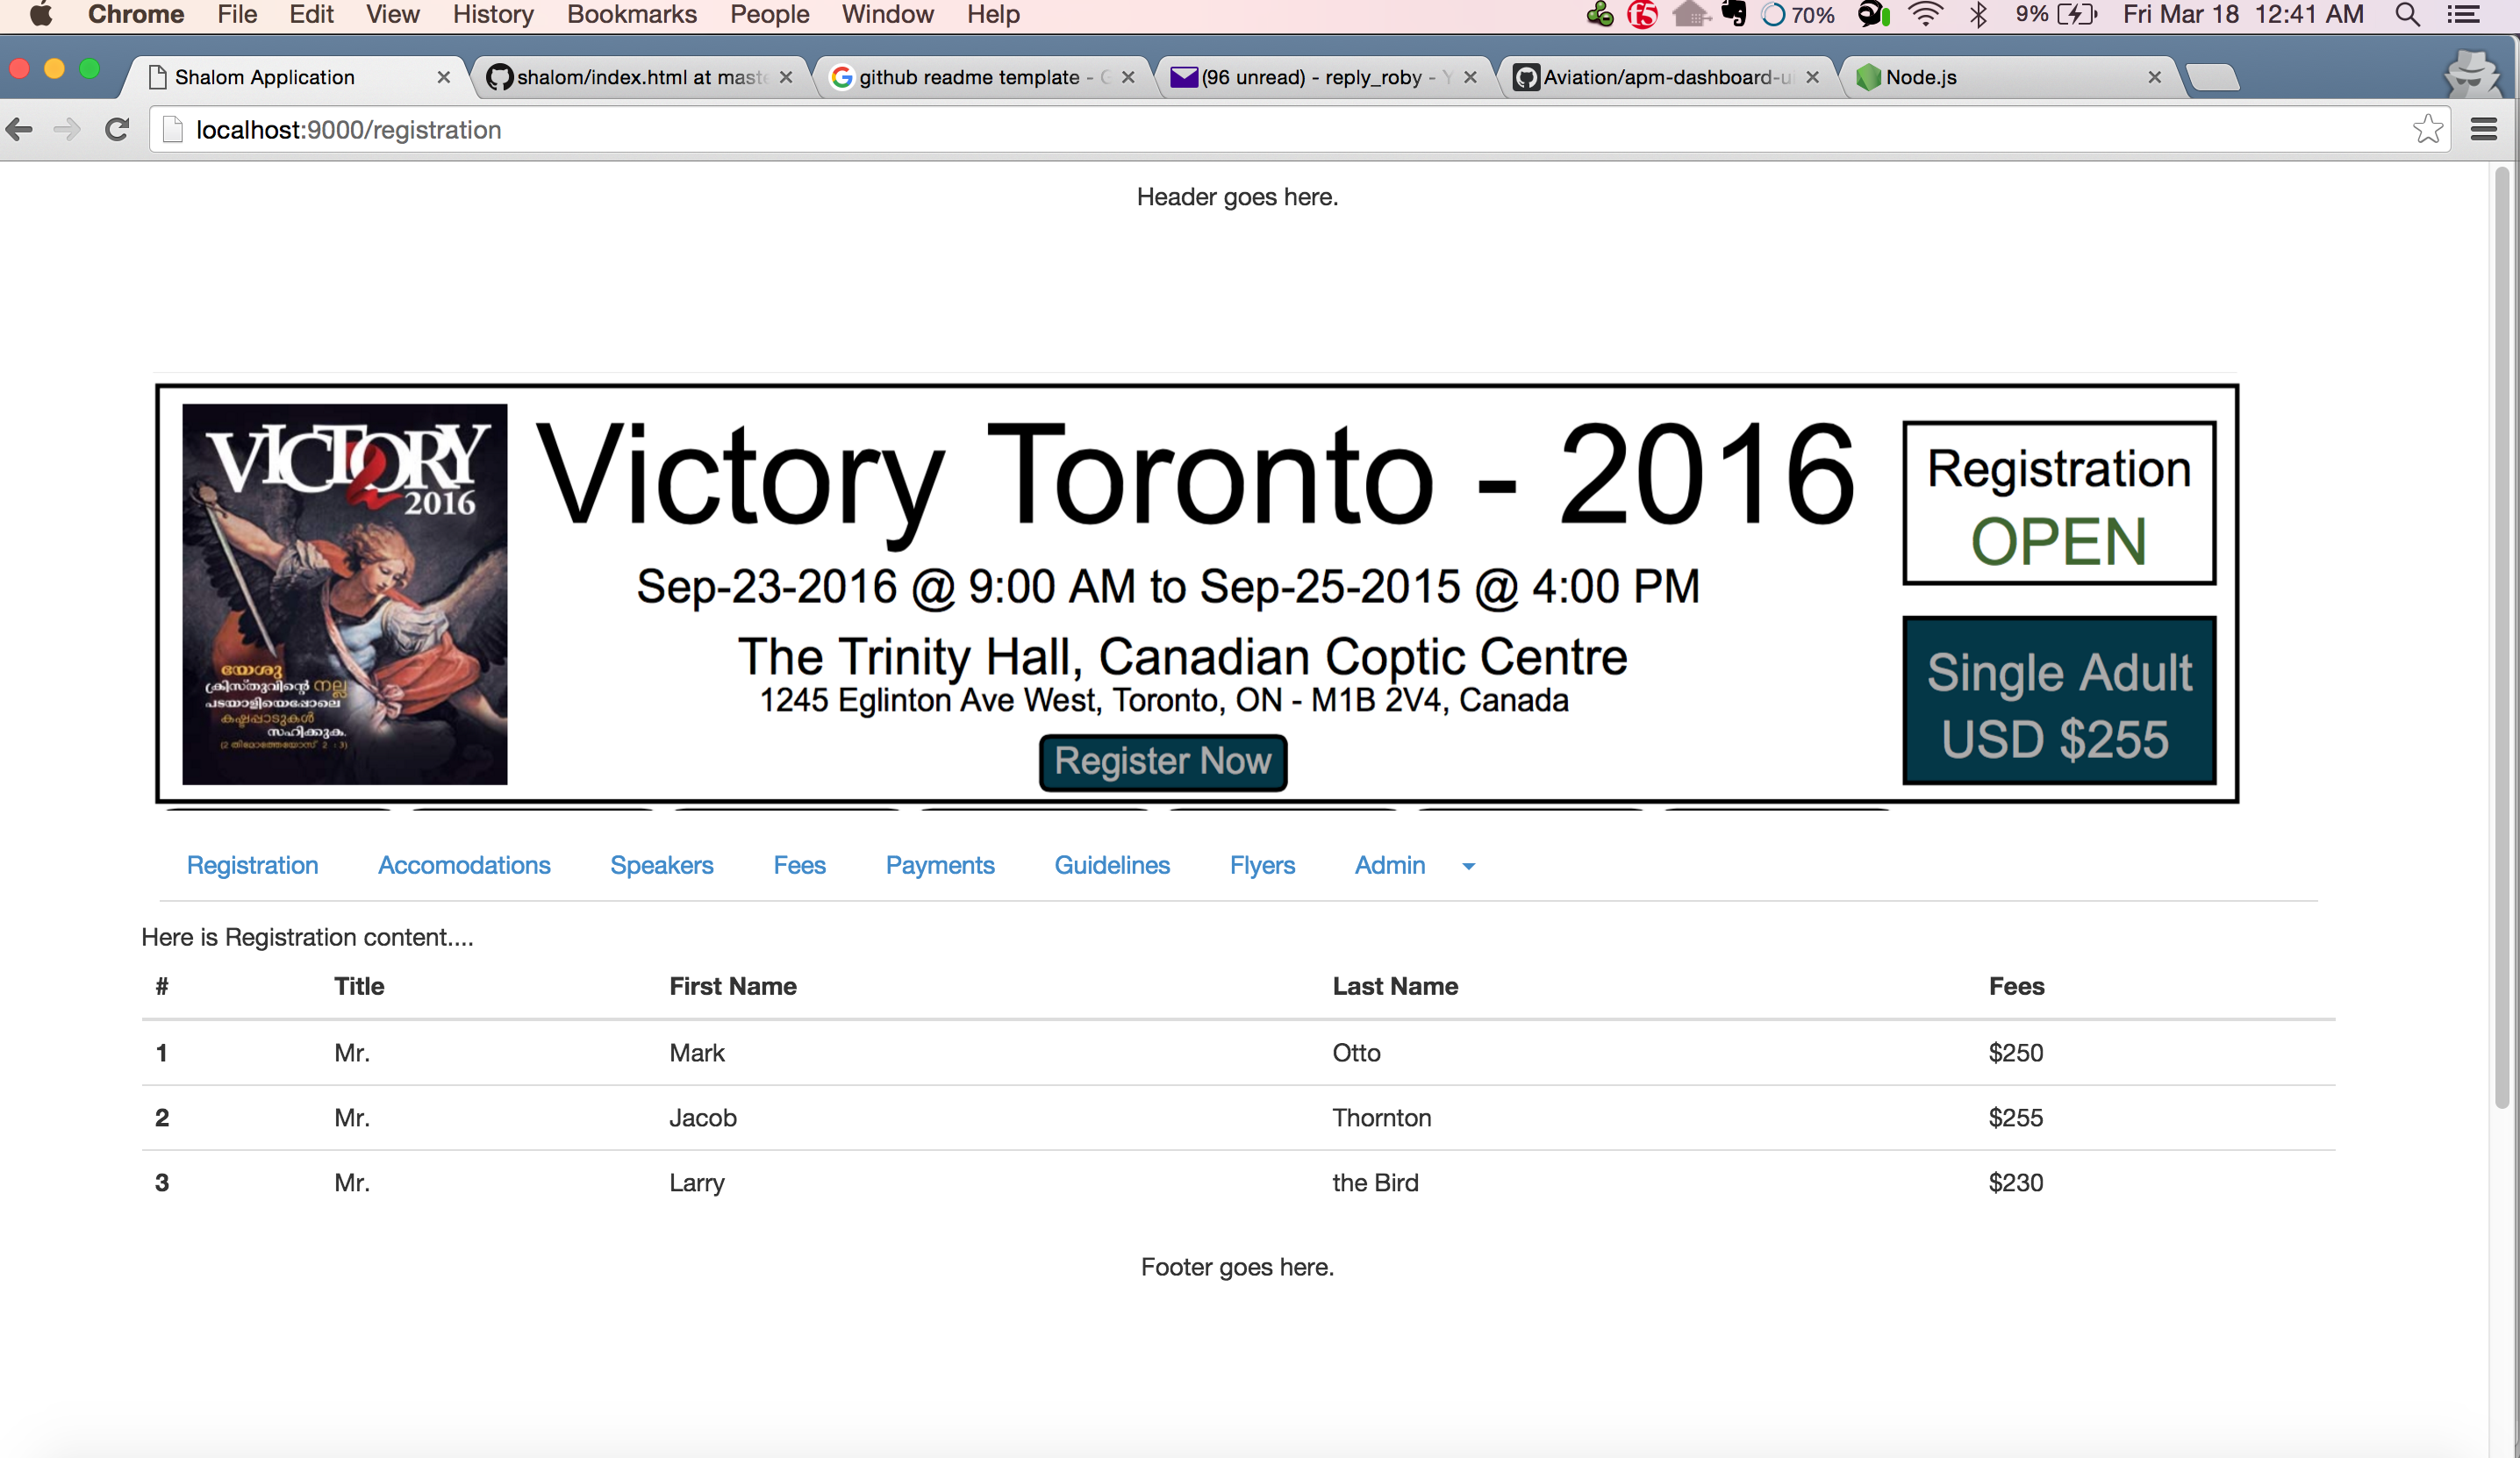 Chrome File Edit View History Bookmarks People Window Help 70% 9% Fri Mar 18 12:41 AM
Shalom Application
shalom/index.html at maste
github readme template - G
(96 unread) - reply_roby - Y
Aviation/apm-dashboard-ui
Node.js
localhost:9000/registration
Header goes here.
VICTORY
2016
യേശു
ക്രിസ്തുവിന്റെ നല്ല
പടയാളിയെപ്പോലെ
കഷ്ടപ്പാടുകൾ
സഹിക്കുക.
(2 തിമോത്തേയോസ് 2 : 3)
Victory Toronto - 2016
Sep-23-2016 @ 9:00 AM to Sep-25-2015 @ 4:00 PM
The Trinity Hall, Canadian Coptic Centre
1245 Eglinton Ave West, Toronto, ON - M1B 2V4, Canada
Register Now
Registration
OPEN
Single Adult
USD $255
Registration Accomodations Speakers Fees Payments Guidelines Flyers Admin
Here is Registration content....
# Title First Name Last Name Fees
1 Mr. Mark Otto $250
2 Mr. Jacob Thornton $255
3 Mr. Larry the Bird $230
Footer goes here.